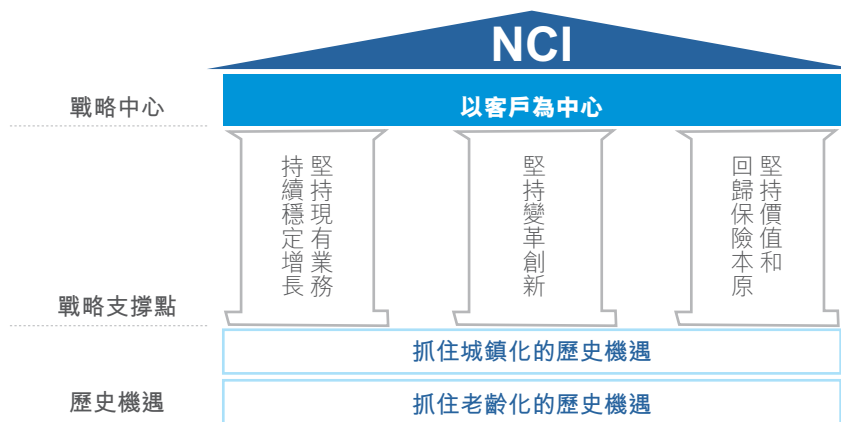 NCI
戰略中心
以客戶為中心
堅持現有業務
持續穩定增長
堅持變革創新
堅持價值和
回歸保險本原
戰略支撐點
抓住城鎮化的歷史機遇
歷史機遇
抓住老齡化的歷史機遇